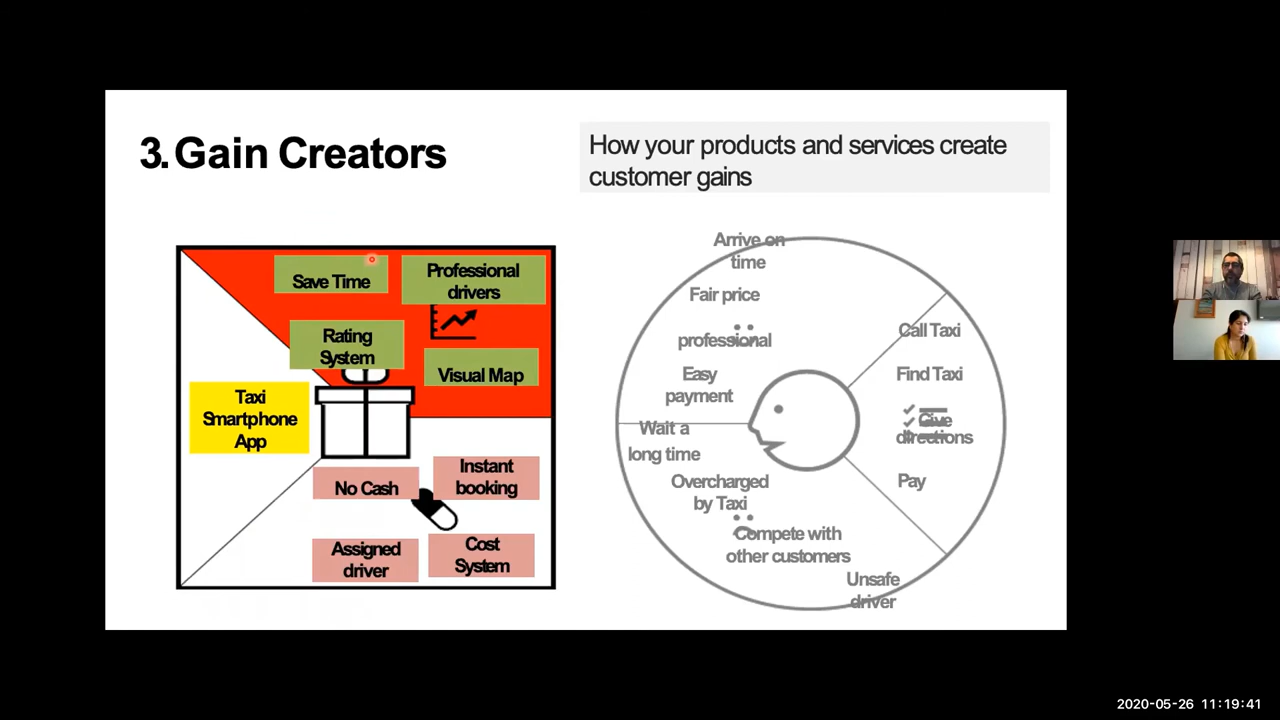 3. Gain Creators
How your products and services create
customer gains
Save Time
Professional
drivers
Rating
System
Visual Map
Taxi
Smartphone
App
No Cash
Instant
booking
Assigned
driver
Cost
System
Arrive on
time
Fair price
professional
Easy
payment
Wait a
long time
Overcharged
by Taxi
Compete with
other customers
Unsafe
driver
Call Taxi
Find Taxi
Give
directions
Pay
2020-05-26 11:19:41